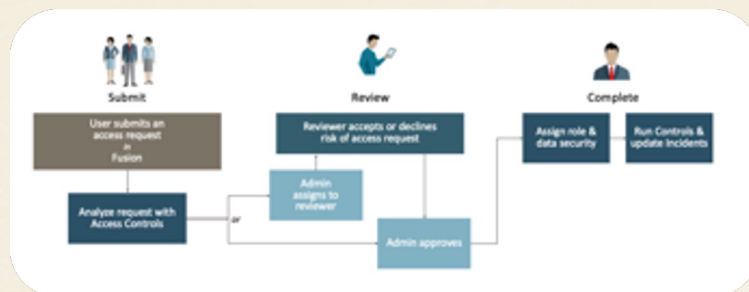 Submit
Review
Complete
User submits an
access request
in
Fusion
Reviewer accepts or declines
risk of access request
Assign role &
data security
Run Controls &
update Incidents
Admin
assigns to
reviewer
Analyze request with
Access Controls
or
Admin approves